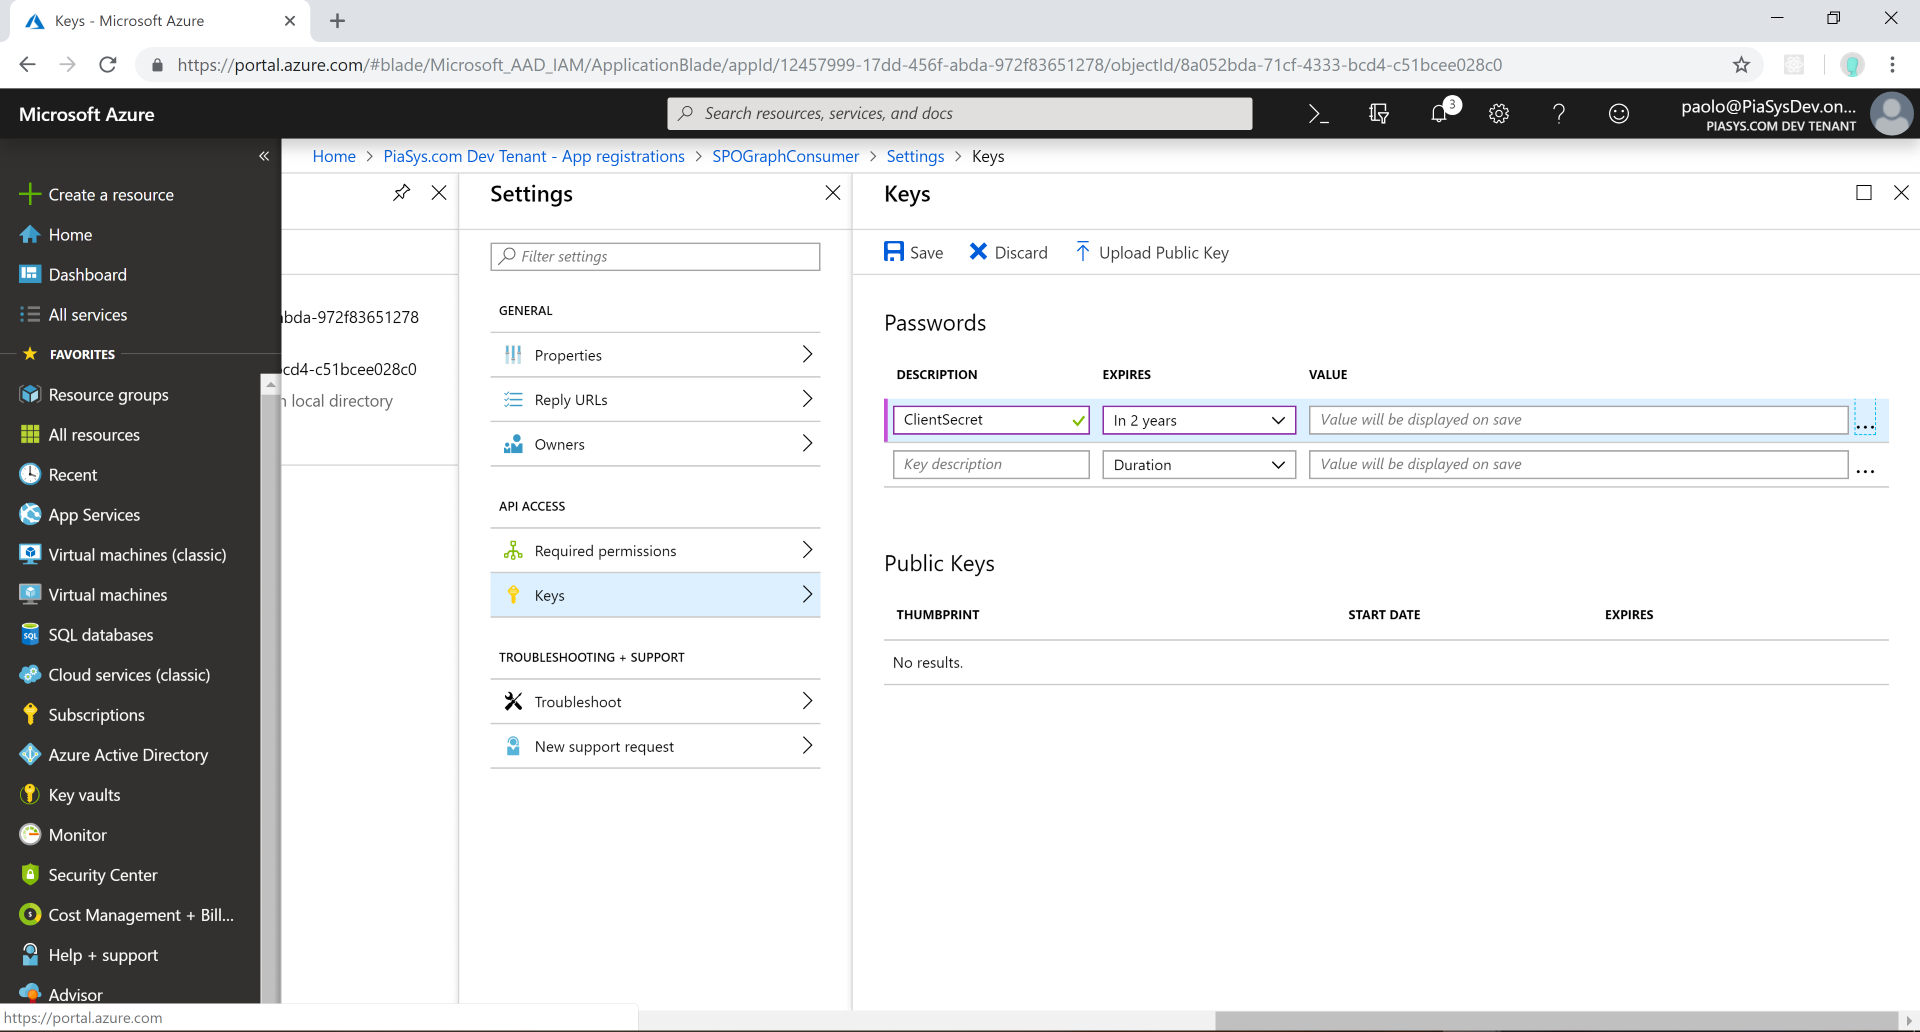 Keys - Microsoft Azure
https://portal.azure.com/#blade/Microsoft_AAD_IAM/ApplicationBlade/appId/12457999-17dd-456f-abda-972f83651278/objectId/8a052bda-71cf-4333-bcd4-c51bcee028c0
Microsoft Azure
Search resources, services, and docs
3
paolo@PiaSysDev.on...
PIASYS.COM DEV TENANT
Home > PiaSys.com Dev Tenant - App registrations > SPOGraphConsumer > Settings > Keys
Create a resource
Home
Dashboard
All services
FAVORITES
Resource groups
All resources
Recent
App Services
Virtual machines (classic)
Virtual machines
SQL databases
Cloud services (classic)
Subscriptions
Azure Active Directory
Key vaults
Monitor
Security Center
Cost Management + Bill...
Help + support
Advisor
https://portal.azure.com
abda-972f83651278
cd4-c51bcee028c0
local directory
Settings
Filter settings
GENERAL
Properties
Reply URLs
Owners
API ACCESS
Required permissions
Keys
TROUBLESHOOTING + SUPPORT
Troubleshoot
New support request
Keys
Save Discard Upload Public Key
Passwords
DESCRIPTION EXPIRES VALUE
ClientSecret In 2 years Value will be displayed on save ...
Key description Duration Value will be displayed on save ...
Public Keys
THUMBPRINT START DATE EXPIRES
No results.